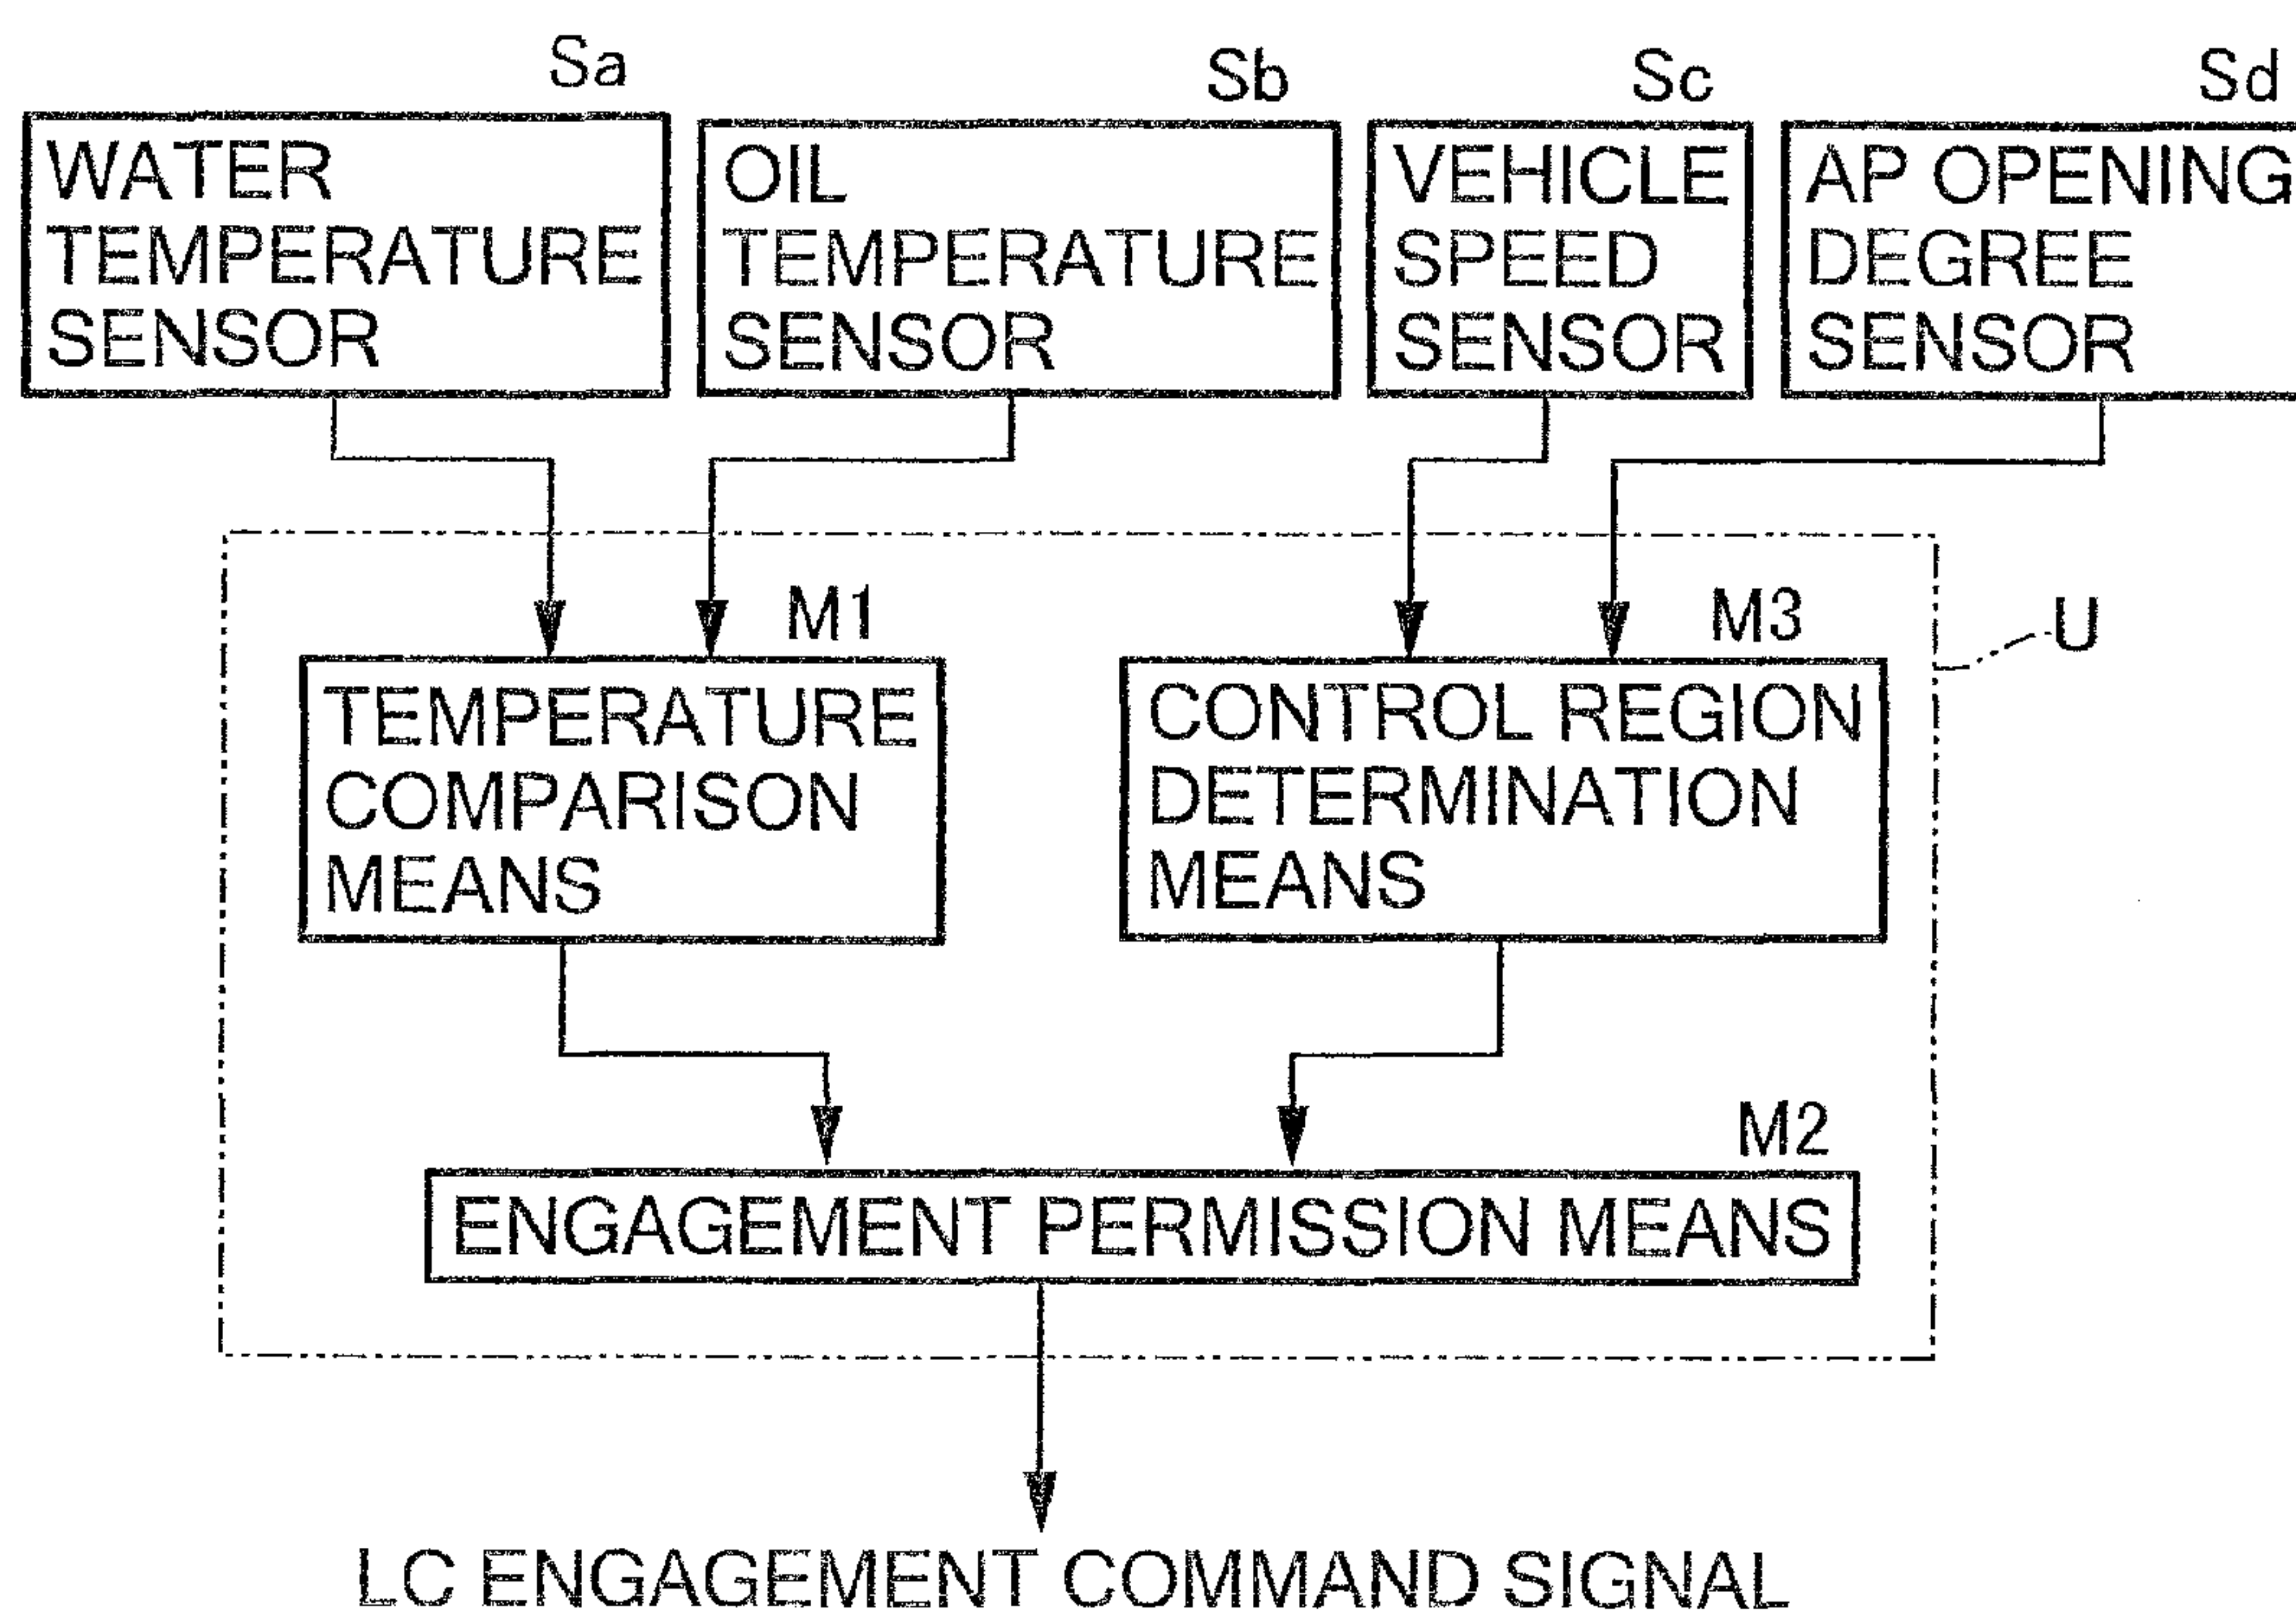 Sa
WATER
TEMPERATURE
SENSOR
Sb
OIL
TEMPERATURE
SENSOR
Sc
VEHICLE
SPEED
SENSOR
Sd
AP OPENING
DEGREE
SENSOR
U
M1
TEMPERATURE
COMPARISON
MEANS
M3
CONTROL REGION
DETERMINATION
MEANS
M2
ENGAGEMENT PERMISSION MEANS
LC ENGAGEMENT COMMAND SIGNAL